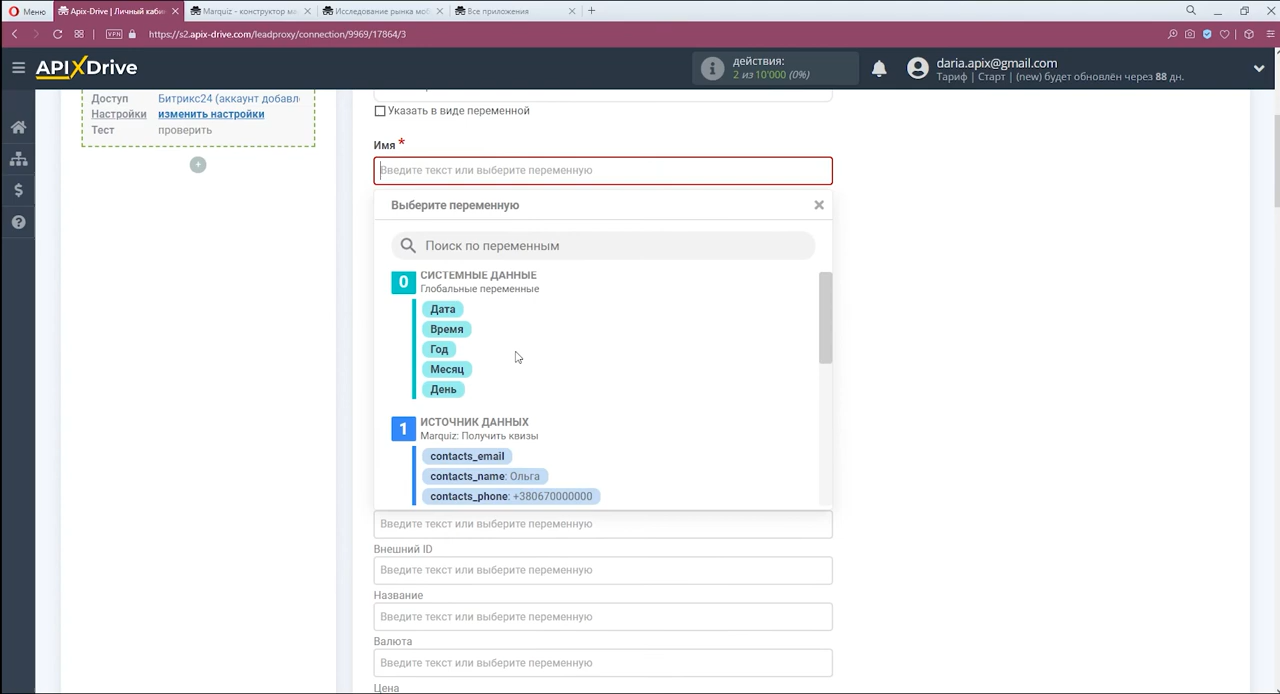 Меню
Apix-Drive | Личный каби
Marquiz - конструктор ма
Исследование рынка моб
Все приложения
VPN
https://s2.apix-drive.com/leadproxy/connection/9969/17864/3
APIXDrive
действия:
2 из 10'000 (0%)
daria.apix@gmail.com
Тариф | Старт | (new) будет обновлён через 88 дн.
Доступ Битрикс24 (аккаунт добавл
Настройки изменить настройки
Тест проверить
Указать в виде переменной
Имя *
Введите текст или выберите переменную
Выберите переменную
Поиск по переменным
0 СИСТЕМНЫЕ ДАННЫЕ
Глобальные переменные
Дата
Время
Год
Месяц
День
1 ИСТОЧНИК ДАННЫХ
Marquiz: Получить квизы
contacts_email
contacts_name: Ольга
contacts_phone: +380670000000
Введите текст или выберите переменную
Внешний ID
Введите текст или выберите переменную
Название
Введите текст или выберите переменную
Валюта
Введите текст или выберите переменную
Цена